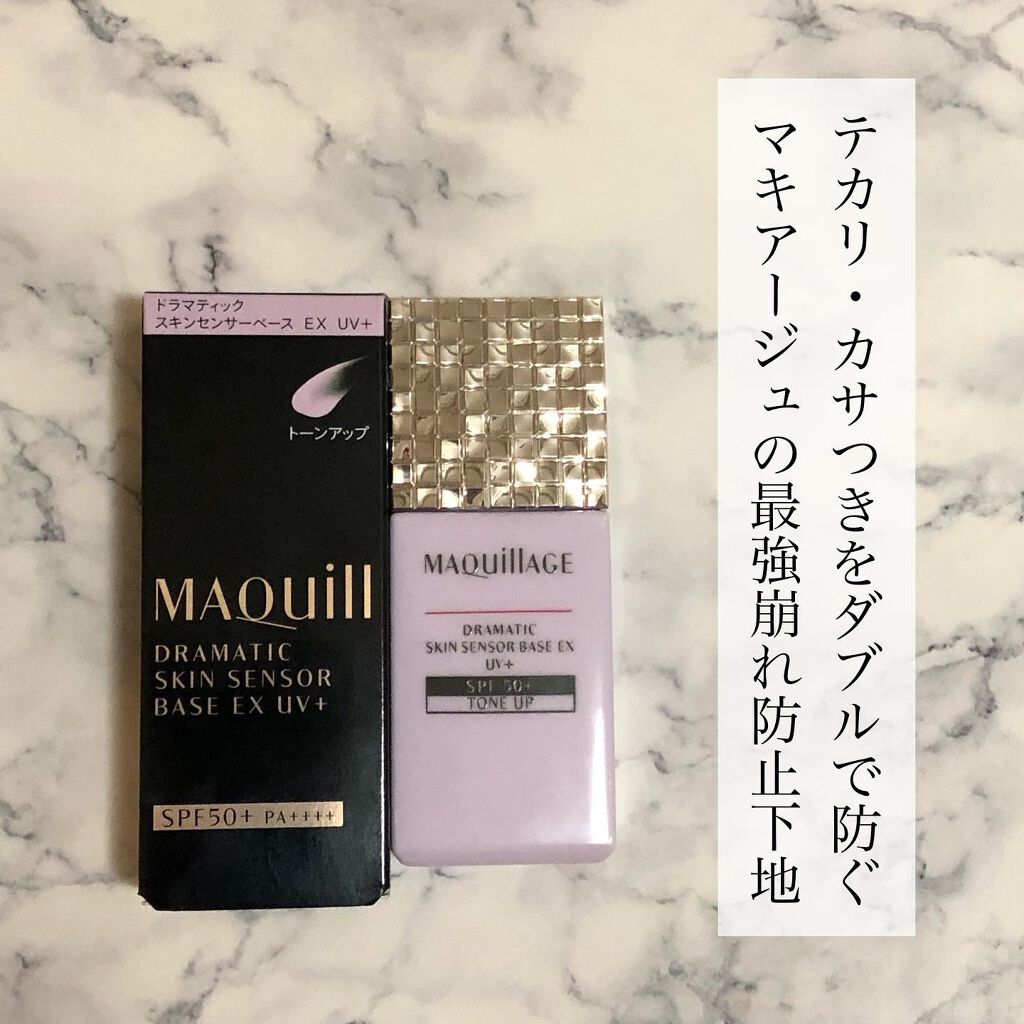 テカリ・カサつきをダブルで防ぐ
マキアージュの最強崩れ防止下地
ドラマティック
スキンセンサーベース EX UV+
トーンアップ
MAQuill
DRAMATIC
SKIN SENSOR
BASE EX UV+
SPF50+ PA++++
MAQuillAGE
DRAMATIC
SKIN SENSOR BASE EX
UV+
SPF 50+
TONE UP